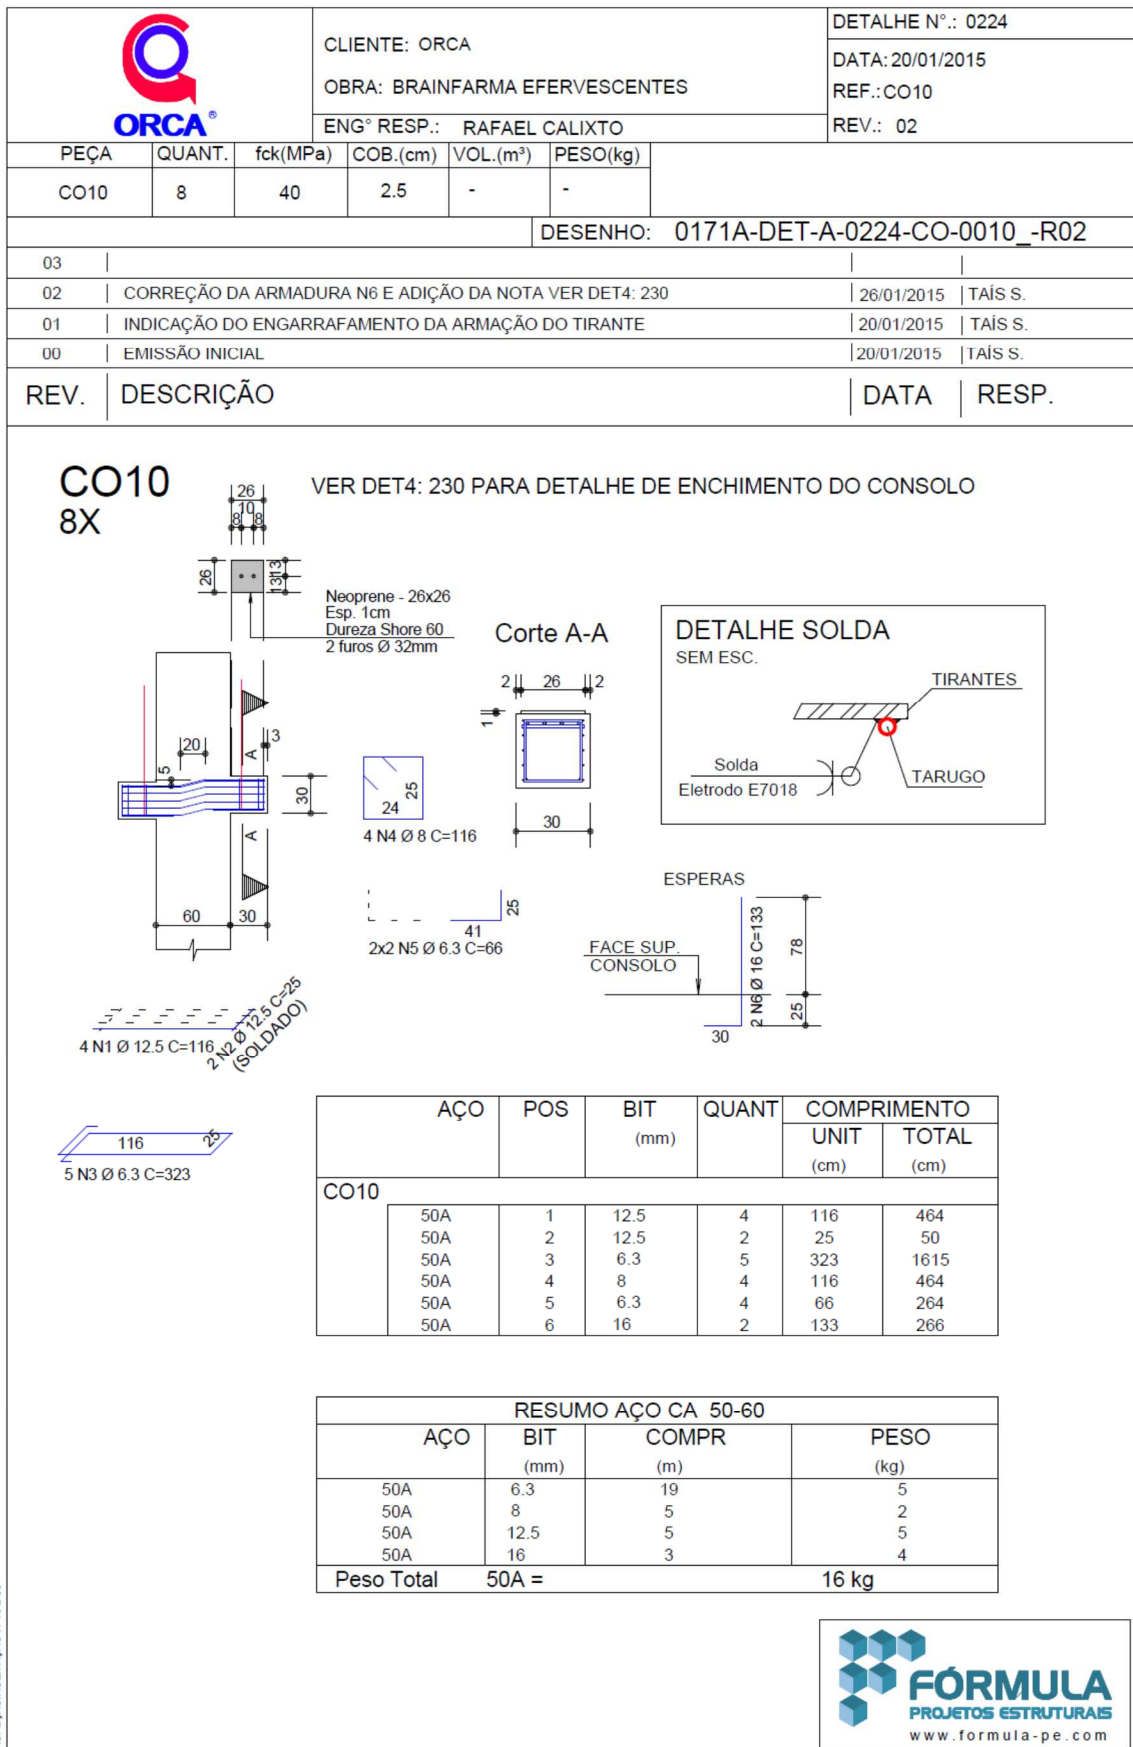 ORCA®
CLIENTE: ORCA
OBRA: BRAINFARMA EFERVESCENTES
ENG° RESP.: RAFAEL CALIXTO
DETALHE N°.: 0224
DATA: 20/01/2015
REF.: CO10
REV.: 02
PEÇA QUANT. fck(MPa) COB.(cm) VOL.(m³) PESO(kg)
CO10 8 40 2.5 - -
DESENHO: 0171A-DET-A-0224-CO-0010_-R02
03
02 CORREÇÃO DA ARMADURA N6 E ADIÇÃO DA NOTA VER DET4: 230 26/01/2015 TAÍS S.
01 INDICAÇÃO DO ENGARRAFAMENTO DA ARMAÇÃO DO TIRANTE 20/01/2015 TAÍS S.
00 EMISSÃO INICIAL 20/01/2015 TAÍS S.
REV. DESCRIÇÃO DATA RESP.
CO10
8X
VER DET4: 230 PARA DETALHE DE ENCHIMENTO DO CONSOLO
26
10
8 8
26
13 13
Neoprene - 26x26
Esp. 1cm
Dureza Shore 60
2 furos Ø 32mm
20
5
A
3
30
A
60 30
Corte A-A
2 26 2
1
30
24
25
4 N4 Ø 8 C=116
25
41
2x2 N5 Ø 6.3 C=66
DETALHE SOLDA
SEM ESC.
TIRANTES
Solda
Eletrodo E7018
TARUGO
ESPERAS
FACE SUP.
CONSOLO
2 N6 Ø 16 C=133
78
25
30
4 N1 Ø 12.5 C=116
2 N2 Ø 12.5 C=25
(SOLDADO)
116 25
5 N3 Ø 6.3 C=323
AÇO POS BIT QUANT COMPRIMENTO
(mm) UNIT TOTAL
(cm) (cm)
CO10
50A 1 12.5 4 116 464
50A 2 12.5 2 25 50
50A 3 6.3 5 323 1615
50A 4 8 4 116 464
50A 5 6.3 4 66 264
50A 6 16 2 133 266
RESUMO AÇO CA 50-60
AÇO BIT COMPR PESO
(mm) (m) (kg)
50A 6.3 19 5
50A 8 5 2
50A 12.5 5 5
50A 16 3 4
Peso Total 50A = 16 kg
FÓRMULA
PROJETOS ESTRUTURAIS
www.formula-pe.com